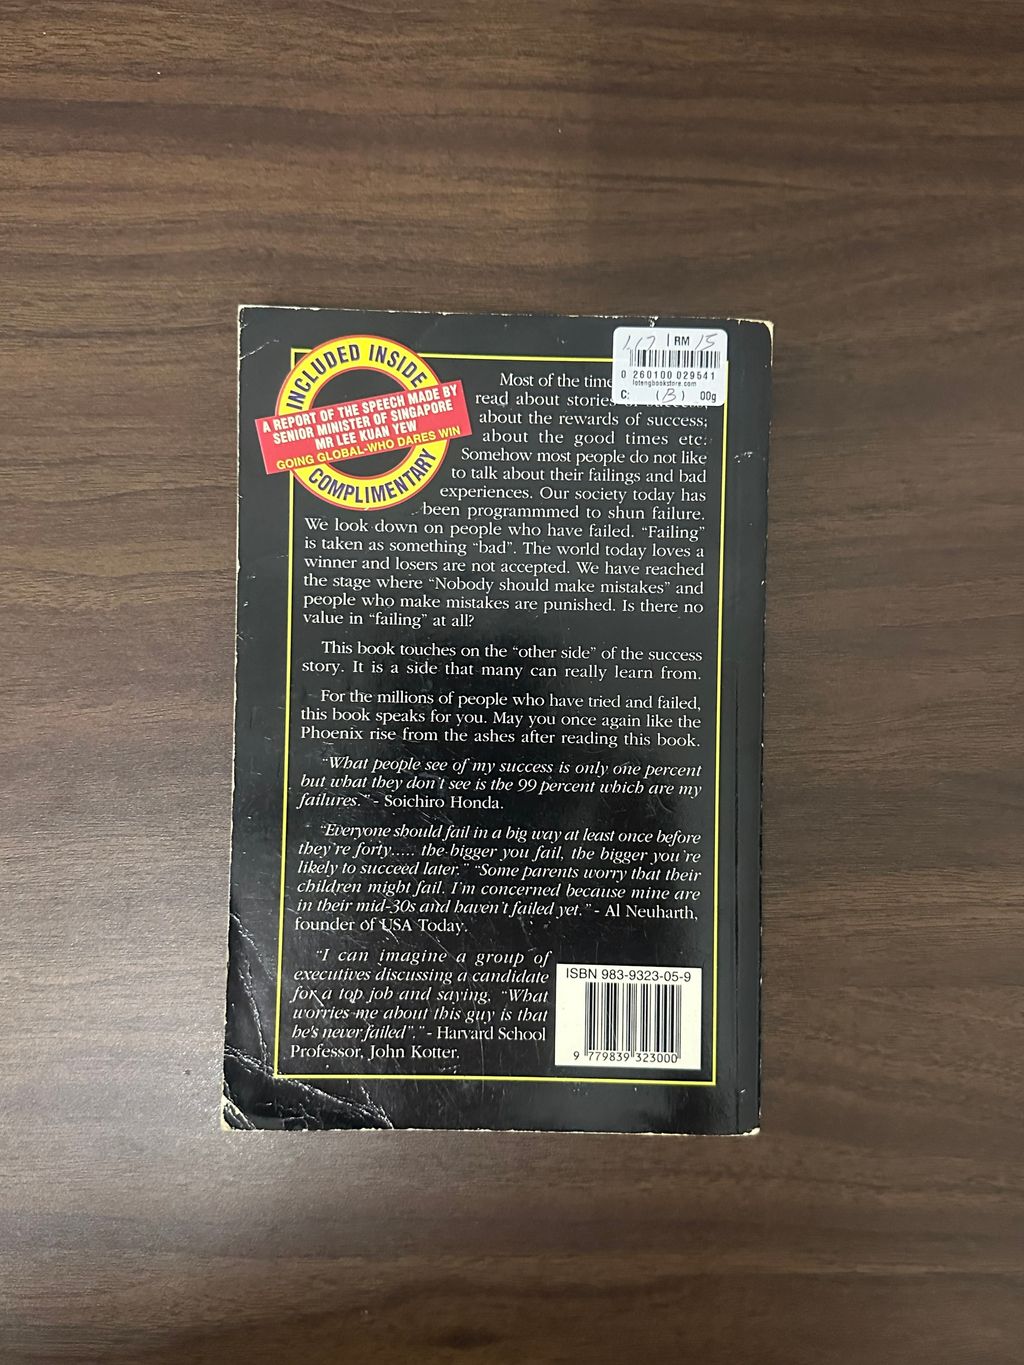 INCLUDED INSIDE
A REPORT OF THE SPEECH MADE BY
SENIOR MINISTER OF SINGAPORE
MR LEE KUAN YEW
GOING GLOBAL-WHO DARES WIN
COMPLIMENTARY
RM 15
0 260100 029541
lotengbookstore.com
C: (B) 00g
Most of the time
read about stories of success;
about the rewards of success;
about the good times etc.
Somehow most people do not like
to talk about their failings and bad
experiences. Our society today has
been programmmed to shun failure.
We look down on people who have failed. “Failing”
is taken as something “bad”. The world today loves a
winner and losers are not accepted. We have reached
the stage where “Nobody should make mistakes” and
people who make mistakes are punished. Is there no
value in “failing” at all?
This book touches on the “other side” of the success
story. It is a side that many can really learn from.
For the millions of people who have tried and failed,
this book speaks for you. May you once again like the
Phoenix rise from the ashes after reading this book.
“What people see of my success is only one percent
but what they don't see is the 99 percent which are my
failures.” - Soichiro Honda.
“Everyone should fail in a big way at least once before
they're forty..... the bigger you fail, the bigger you're
likely to succeed later.” “Some parents worry that their
children might fail. I'm concerned because mine are
in their mid-30s and haven't failed yet.” - Al Neuharth,
founder of USA Today.
“I can imagine a group of
executives discussing a candidate
for a top job and saying, “What
worries me about this guy is that
he's never failed”.” - Harvard School
Professor, John Kotter.
ISBN 983-9323-05-9
9 779839 323000